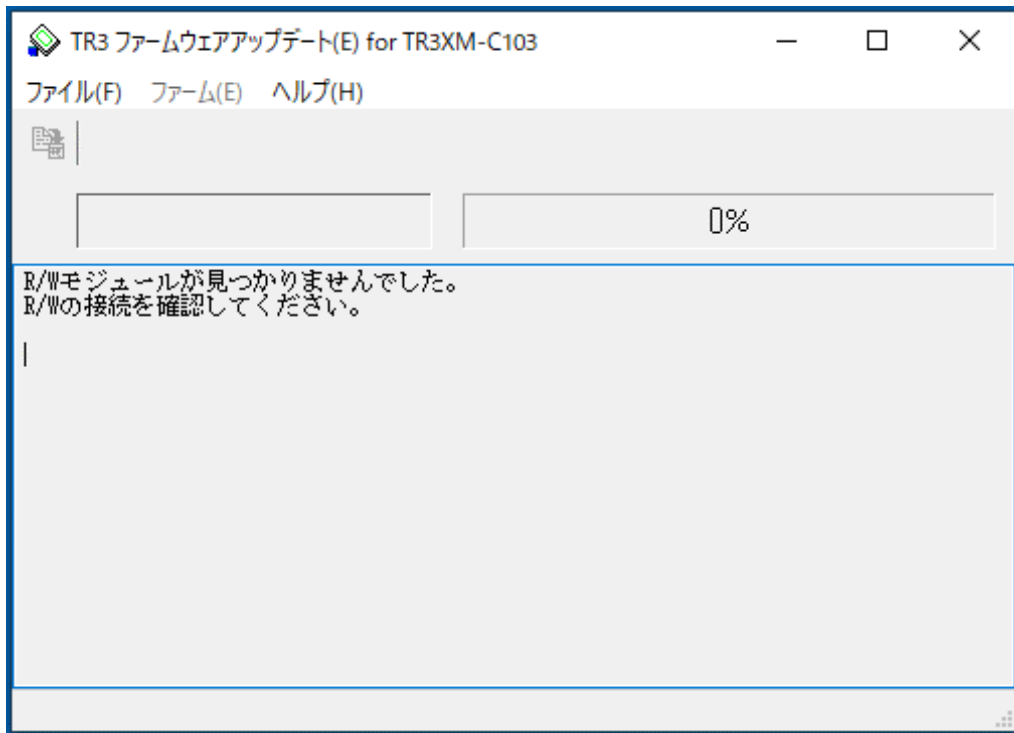 TR3 ファームウェアアップデート(E) for TR3XM-C103
ファイル(F) ファーム(E) ヘルプ(H)
0%
R/Wモジュールが見つかりませんでした。
R/Wの接続を確認してください。